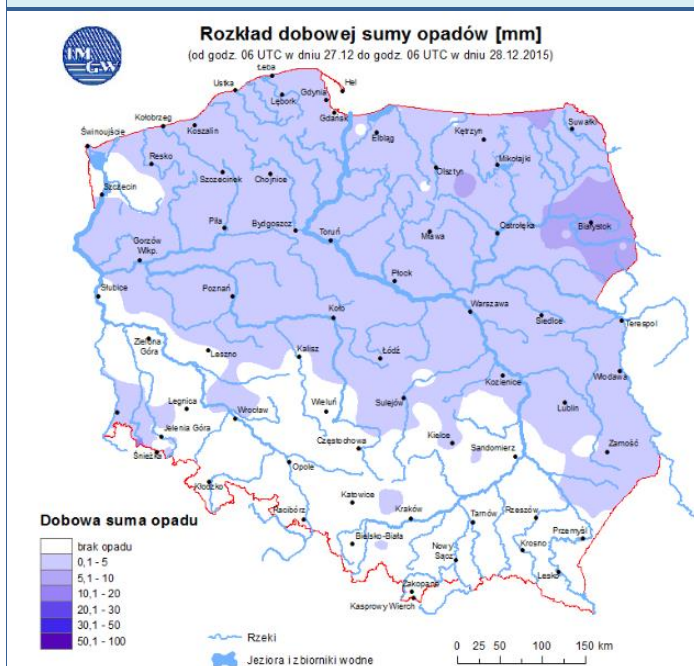 Rozkład dobowej sumy opadów [mm]
(od godz. 06 UTC w dniu 27.12 do godz. 06 UTC w dniu 28.12.2015)
IM
GW
Łeba
Hel
Ustka
Gdynia
Lębork
Gdańsk
Kołobrzeg
Koszalin
Elbląg
Kętrzyn
Suwałki
Świnoujście
Resko
Szczecinek
Chojnice
Olsztyn
Mikołajki
Szczecin
Piła
Bydgoszcz
Toruń
Mława
Ostrołęka
Białystok
Gorzów
Wlkp.
Płock
Słubice
Poznań
Koło
Warszawa
Siedlce
Terespol
Zielona
Góra
Leszno
Kalisz
Łódź
Kozienice
Włodawa
Legnica
Wrocław
Wieluń
Sulejów
Lublin
Jelenia Góra
Częstochowa
Kielce
Sandomierz
Zamość
Śnieżka
Opole
Kłodzko
Katowice
Racibórz
Kraków
Tarnów
Rzeszów
Przemyśl
Bielsko-Biała
Nowy
Sącz
Krosno
Lesko
Zakopane
Kasprowy Wierch
Dobowa suma opadu
brak opadu
0,1 - 5
5,1 - 10
10,1 - 20
20,1 - 30
30,1 - 50
50,1 - 100
Rzeki
Jeziora i zbiorniki wodne
0 25 50 100 150 km